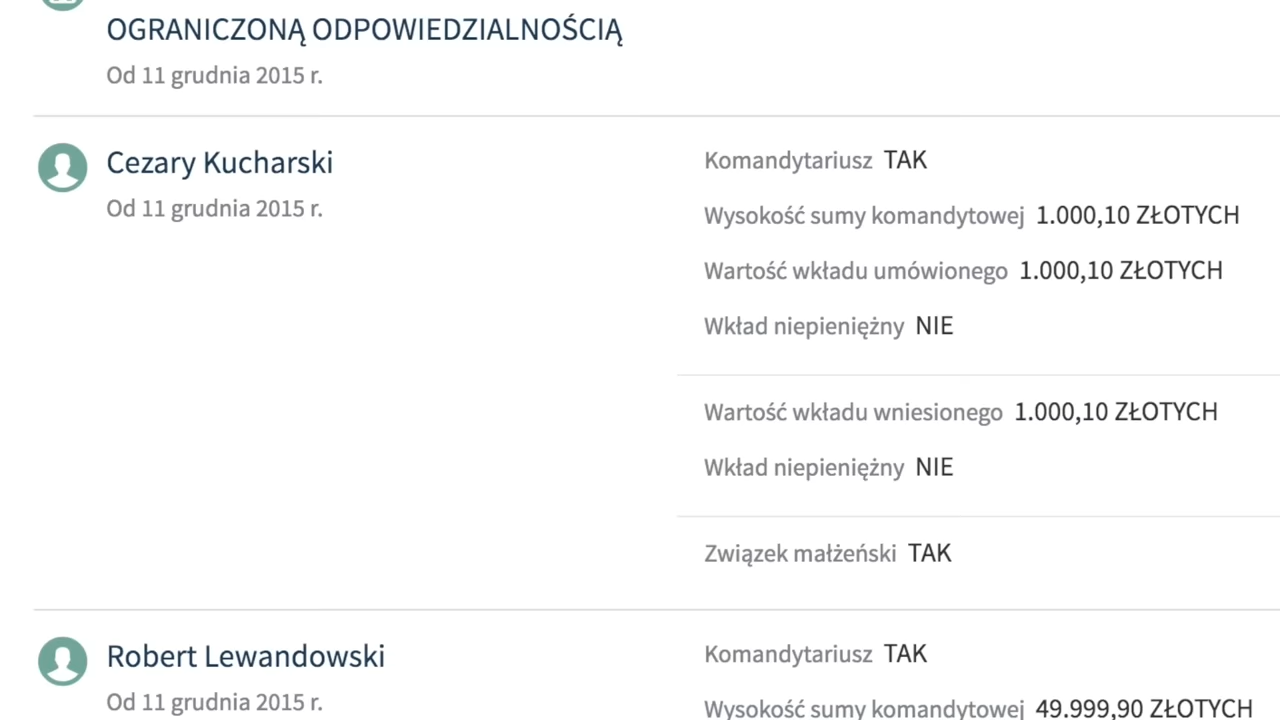 OGRANICZONĄ ODPOWIEDZIALNOŚCIĄ
Od 11 grudnia 2015 r.
Cezary Kucharski
Od 11 grudnia 2015 r.
Komandytariusz TAK
Wysokość sumy komandytowej 1.000,10 ZŁOTYCH
Wartość wkładu umówionego 1.000,10 ZŁOTYCH
Wkład niepieniężny NIE
Wartość wkładu wniesionego 1.000,10 ZŁOTYCH
Wkład niepieniężny NIE
Związek małżeński TAK
Robert Lewandowski
Od 11 grudnia 2015 r.
Komandytariusz TAK
Wysokość sumy komandytowej 49.999,90 ZŁOTYCH